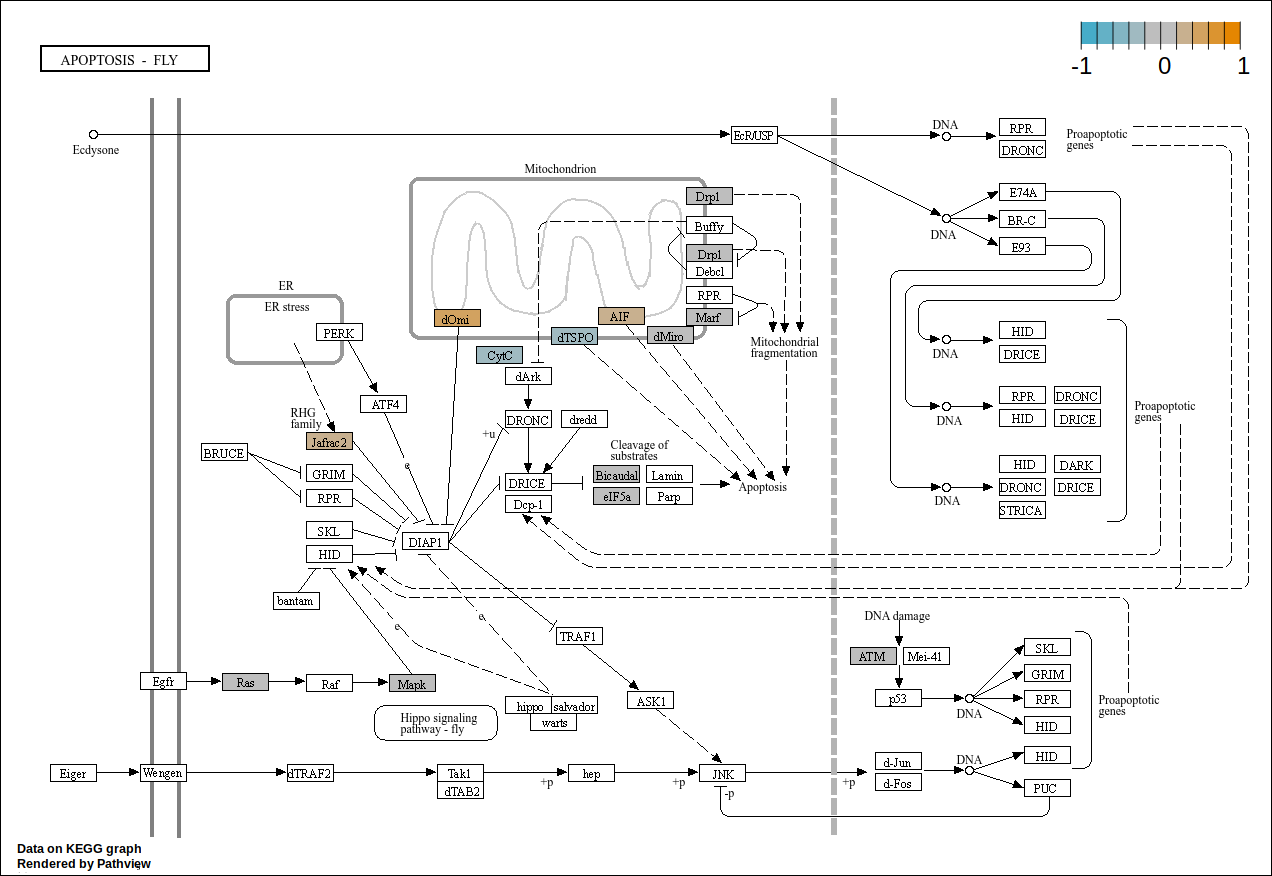 APOPTOSIS - FLY
-1 0 1
Ecdysone
EcR/USP
DNA
RPR
DRONC
Proapoptotic
genes
Mitochondrion
Drp1
Buffy
Drp1
Debcl
RPR
Marf
dOmi
AIF
dTSPO
dMiro
CytC
Mitochondrial
fragmentation
DNA
E74A
BR-C
E93
ER
ER stress
PERK
ATF4
RHG
family
Jafrac2
BRUCE
GRIM
RPR
SKL
HID
bantam
DIAP1
e
dArk
DRONC
dredd
+u
DRICE
Dcp-1
Cleavage of
substrates
Bicaudal
Lamin
eIF5a
Parp
Apoptosis
DNA
HID
DRICE
DNA
RPR
DRONC
HID
DRICE
DNA
HID
DARK
DRONC
DRICE
STRICA
Proapoptotic
genes
e
e
TRAF1
ASK1
Egfr
Ras
Raf
Mapk
Hippo signaling
pathway - fly
hippo
salvador
warts
DNA damage
ATM
Mei-41
p53
DNA
SKL
GRIM
RPR
HID
Proapoptotic
genes
Eiger
Wengen
dTRAF2
Tak1
dTAB2
+p
hep
+p
JNK
-p
+p
d-Jun
d-Fos
DNA
HID
PUC
Data on KEGG graph
Rendered by Pathview